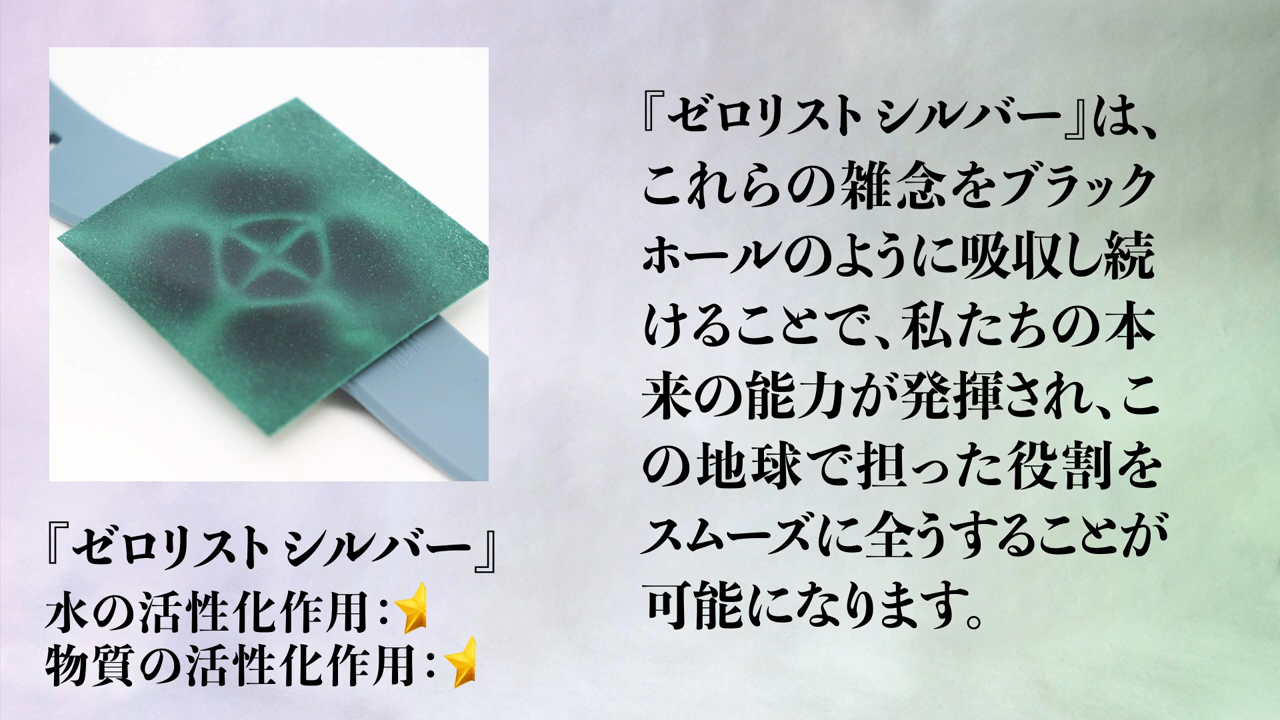 『ゼロリスト シルバー』
水の活性化作用：⭐
物質の活性化作用：⭐
『ゼロリスト シルバー』は、
これらの雑念をブラック
ホールのように吸収し続
けることで、私たちの本
来の能力が発揮され、こ
の地球で担った役割を
スムーズに全うすることが
可能になります。